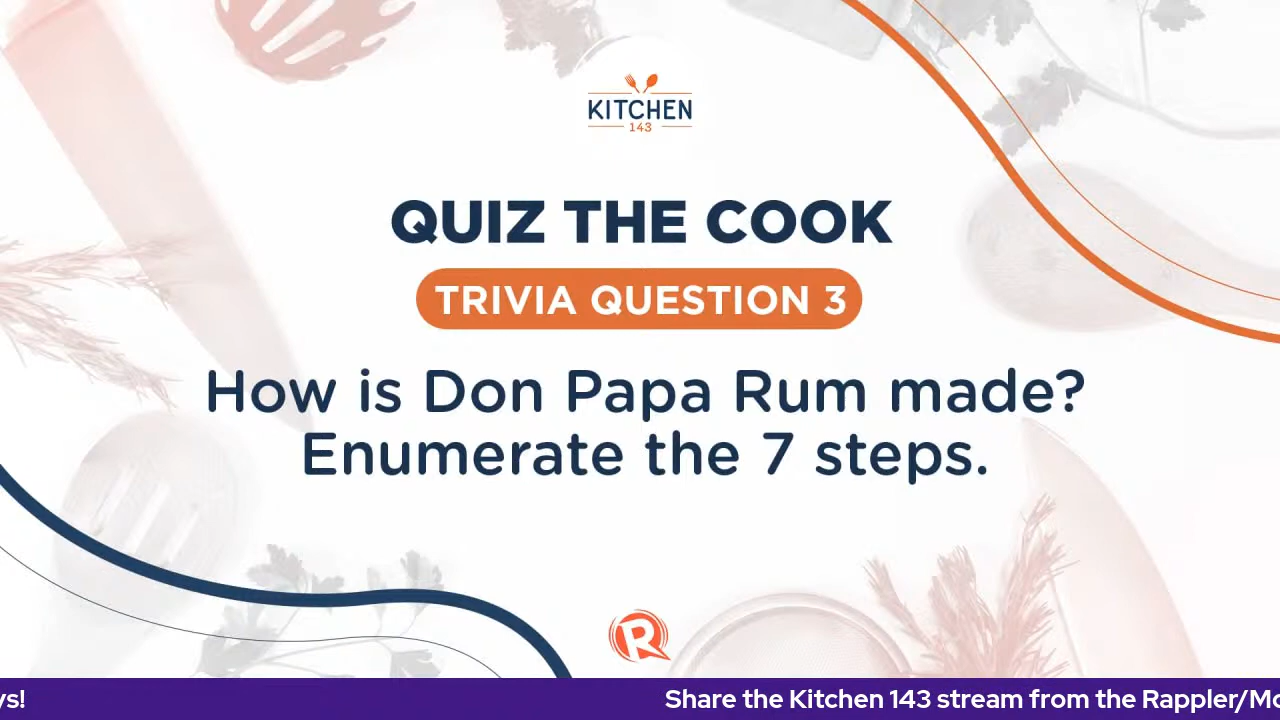 KITCHEN
143
QUIZ THE COOK
TRIVIA QUESTION 3
How is Don Papa Rum made?
Enumerate the 7 steps.
R
ys!
Share the Kitchen 143 stream from the Rappler/Mo